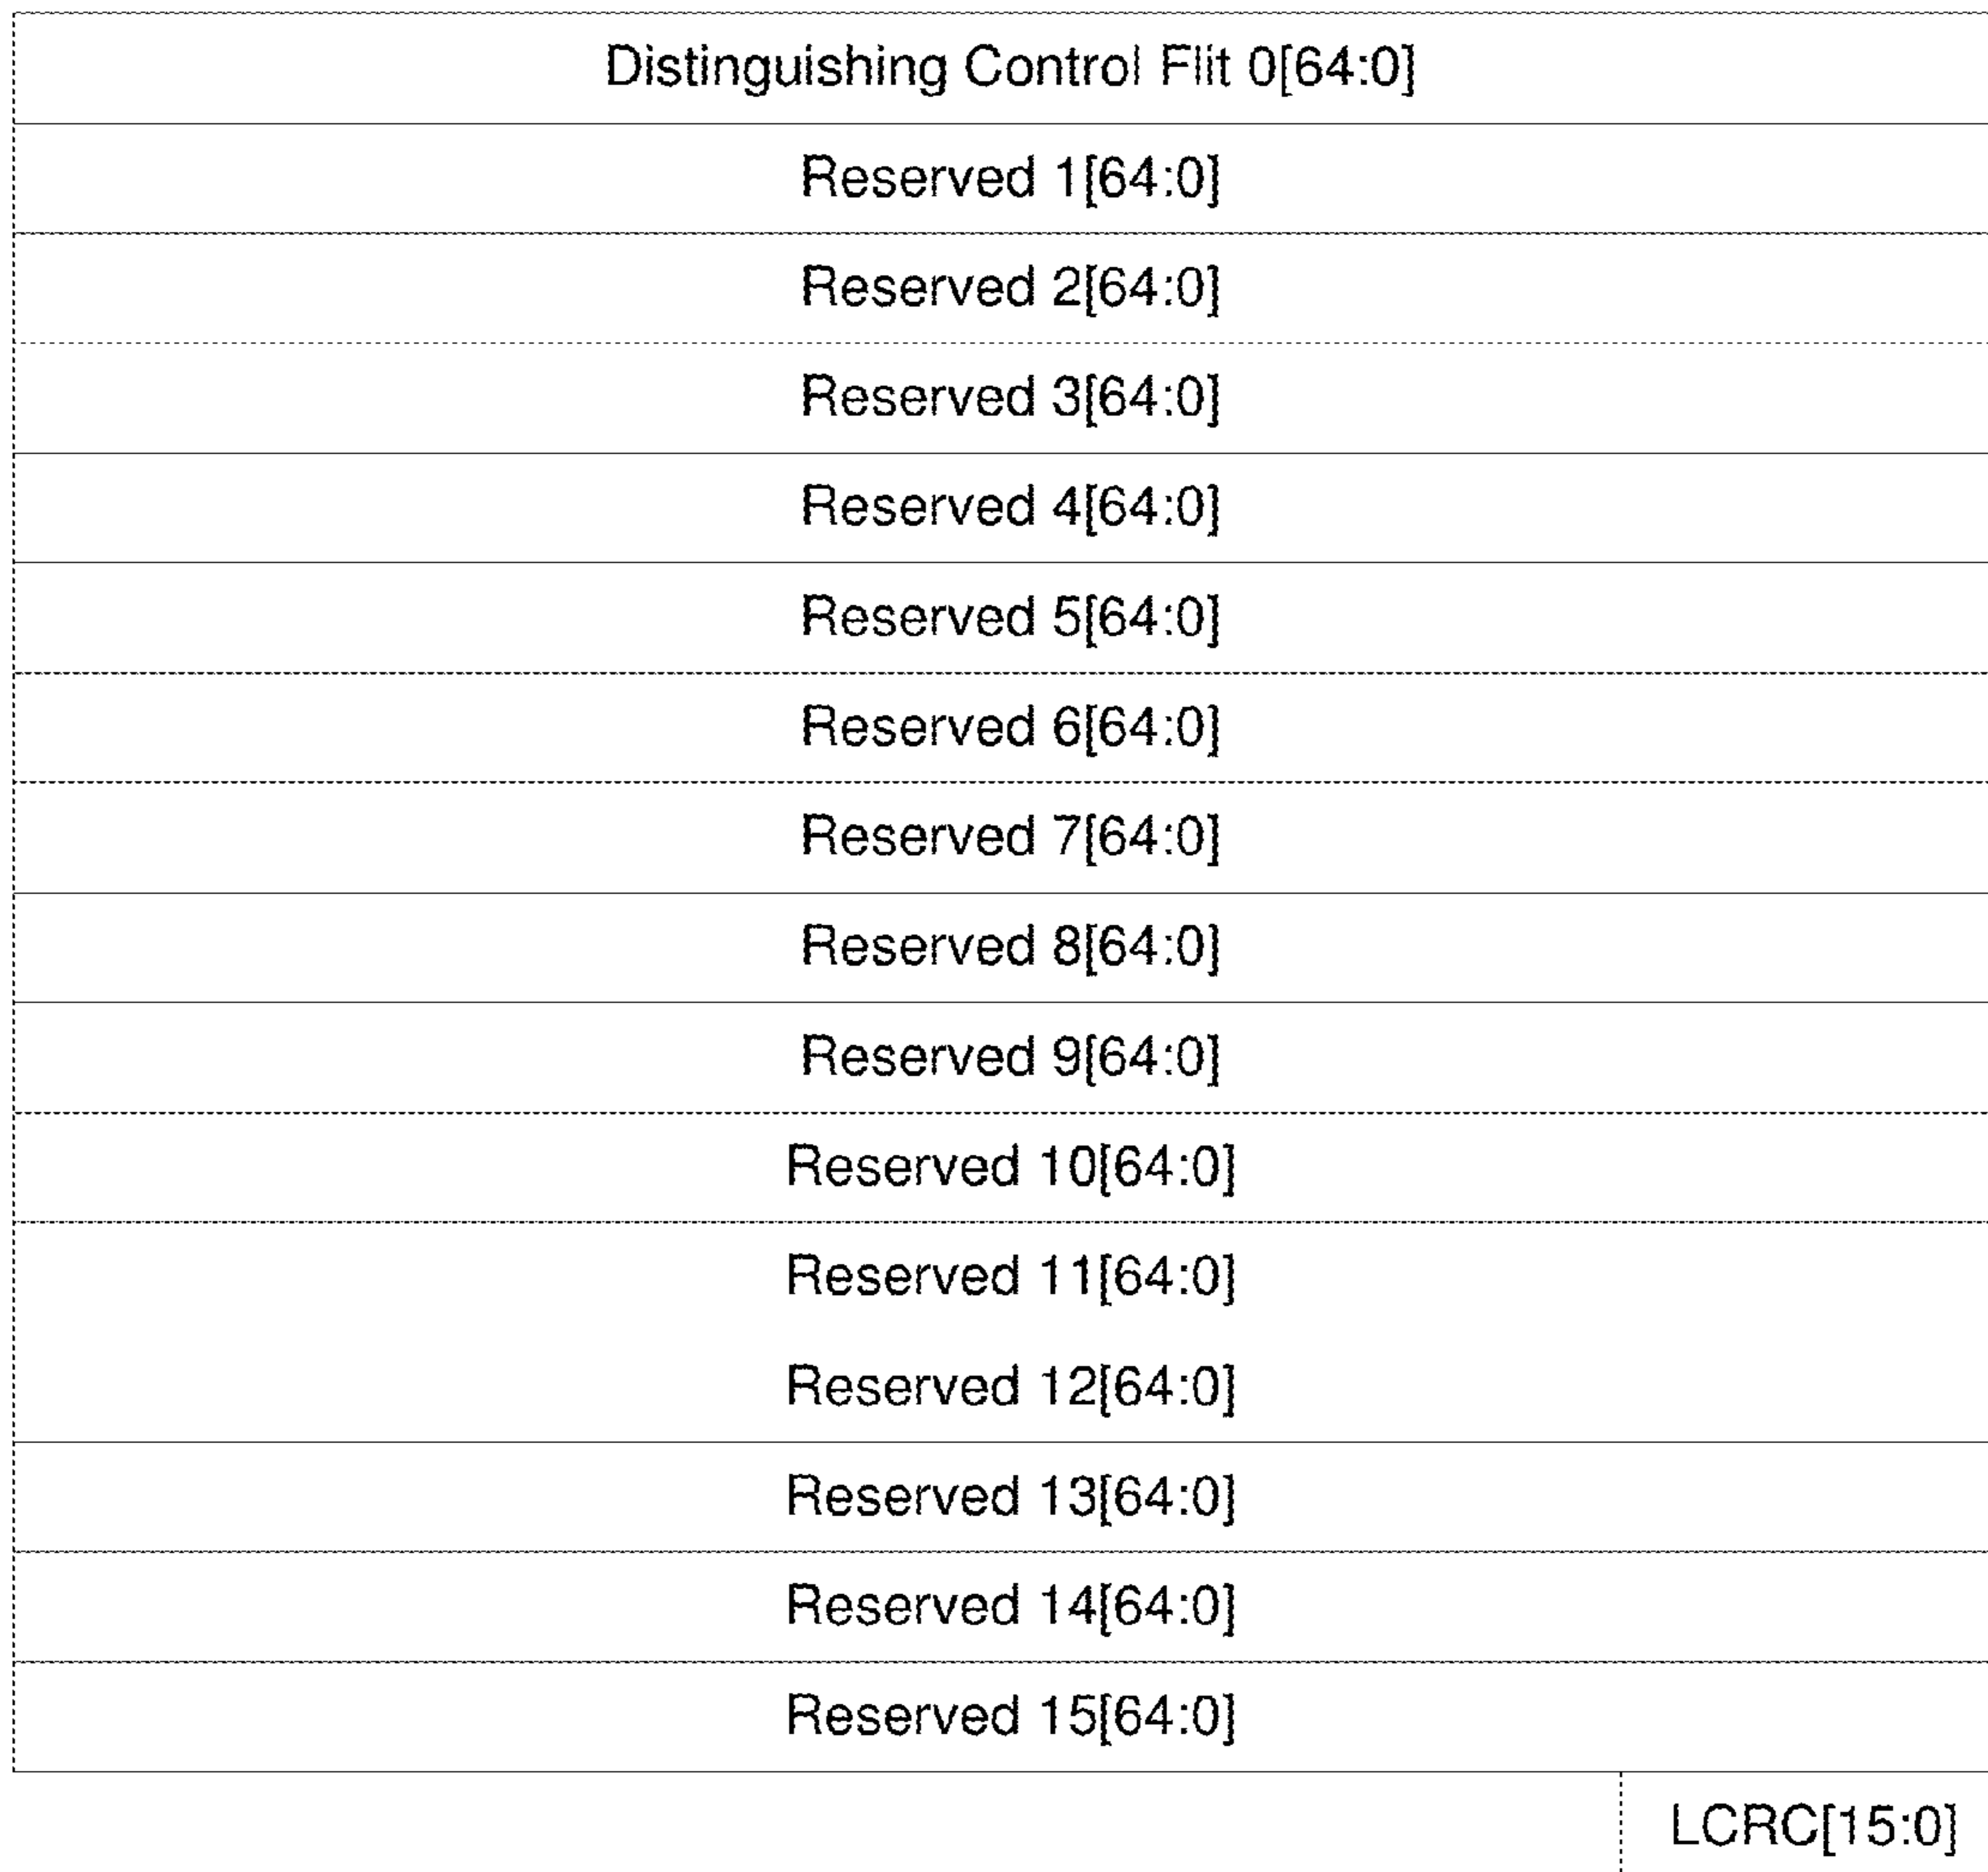 Distinguishing Control Flit 0[64:0]
Reserved 1[64:0]
Reserved 2[64:0]
Reserved 3[64:0]
Reserved 4[64:0]
Reserved 5[64:0]
Reserved 6[64:0]
Reserved 7[64:0]
Reserved 8[64:0]
Reserved 9[64:0]
Reserved 10[64:0]
Reserved 11[64:0]
Reserved 12[64:0]
Reserved 13[64:0]
Reserved 14[64:0]
Reserved 15[64:0]
LCRC[15:0]